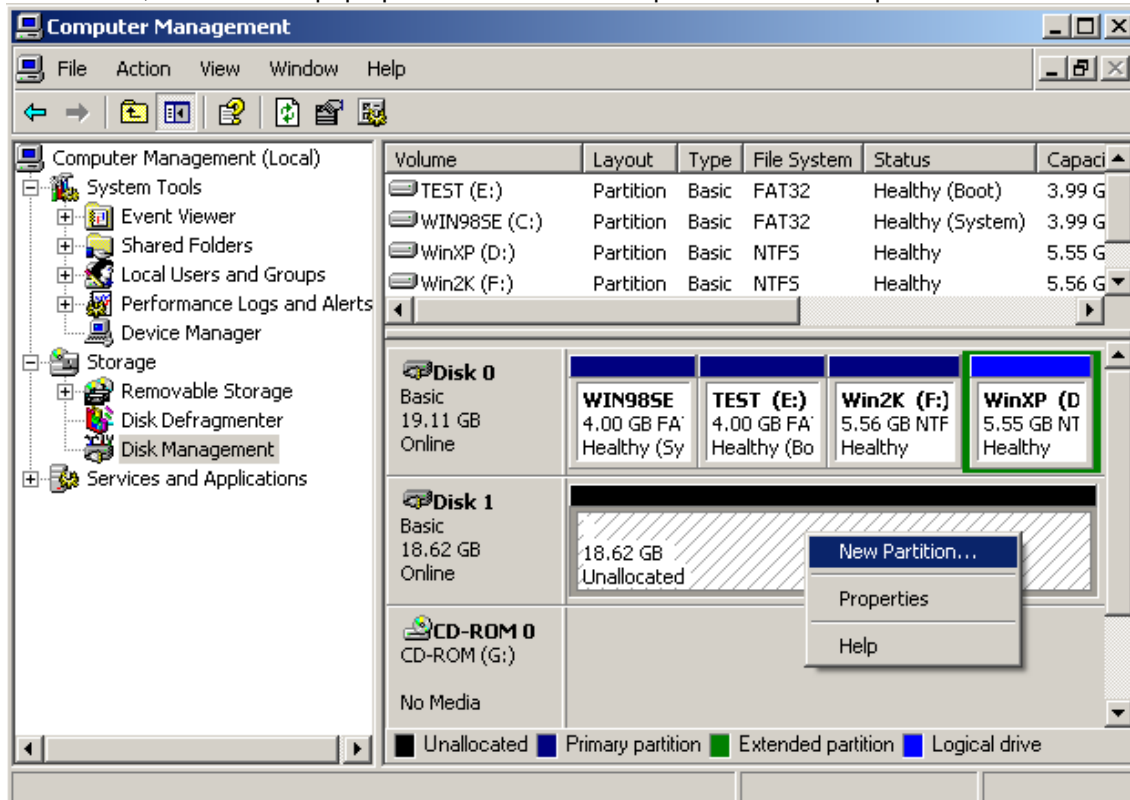 Computer Management
File Action View Window Help
Computer Management (Local)
System Tools
Event Viewer
Shared Folders
Local Users and Groups
Performance Logs and Alerts
Device Manager
Storage
Removable Storage
Disk Defragmenter
Disk Management
Services and Applications
Volume Layout Type File System Status Capaci
TEST (E:) Partition Basic FAT32 Healthy (Boot) 3.99 G
WIN98SE (C:) Partition Basic FAT32 Healthy (System) 3.99 G
WinXP (D:) Partition Basic NTFS Healthy 5.55 G
Win2K (F:) Partition Basic NTFS Healthy 5.56 G
Disk 0
Basic
19.11 GB
Online
WIN98SE
4.00 GB FA
Healthy (Sy
TEST (E:)
4.00 GB FA
Healthy (Bo
Win2K (F:)
5.56 GB NTF
Healthy
WinXP (D
5.55 GB NT
Healthy
Disk 1
Basic
18.62 GB
Online
18.62 GB
Unallocated
New Partition...
Properties
Help
CD-ROM 0
CD-ROM (G:)
No Media
Unallocated Primary partition Extended partition Logical drive